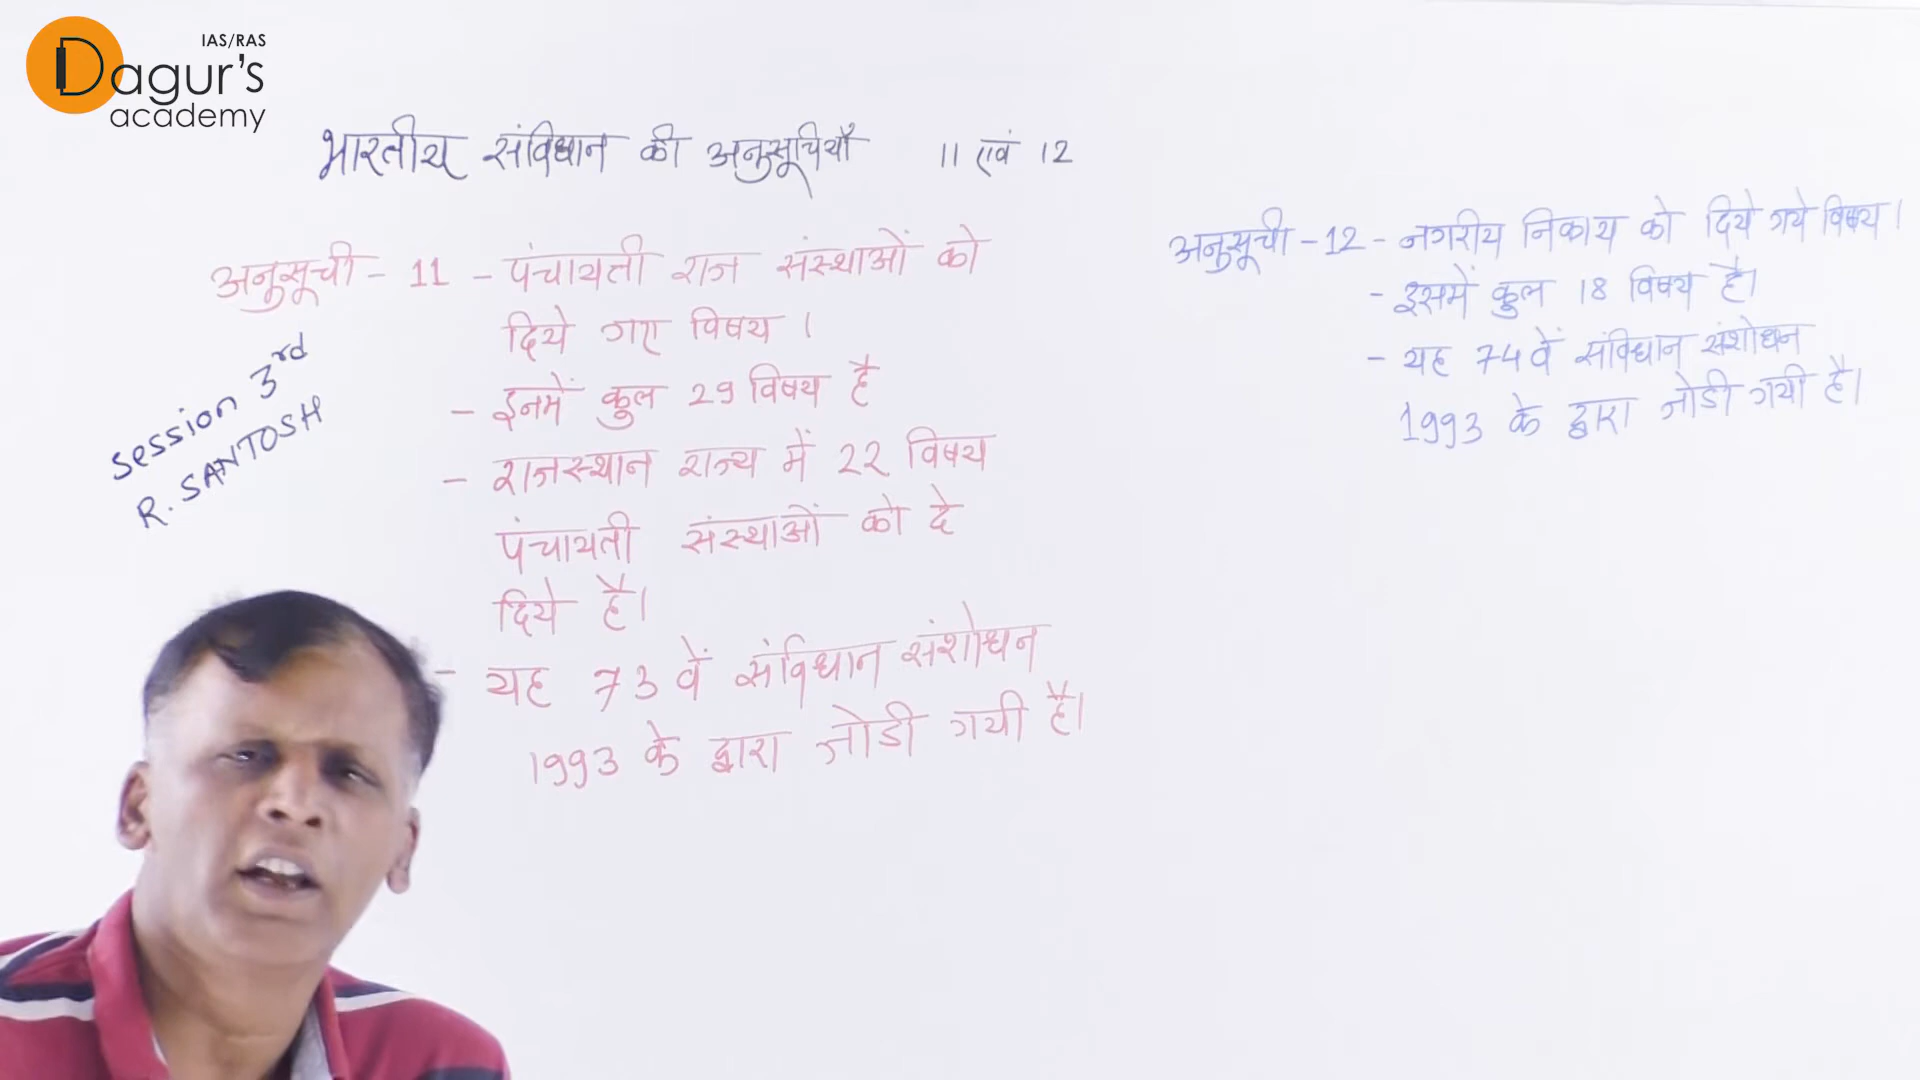 IAS/RAS
Dagur's
academy
भारतीय संविधान की अनुसूचियाँ 11 एवं 12
अनुसूची - 11 - पंचायती राज संस्थाओं को
दिये गए विषय ।
- इनमें कुल 29 विषय है
- राजस्थान राज्य में 22 विषय
पंचायती संस्थाओं को दे
दिये है।
- यह 73 वें संविधान संशोधन
1993 के द्वारा जोडी गयी है।
session 3rd
R. SANTOSH
अनुसूची - 12 - नगरीय निकाय को दिये गये विषय ।
- इसमें कुल 18 विषय है।
- यह 74 वें संविधान संशोधन
1993 के द्वारा जोडी गयी है।